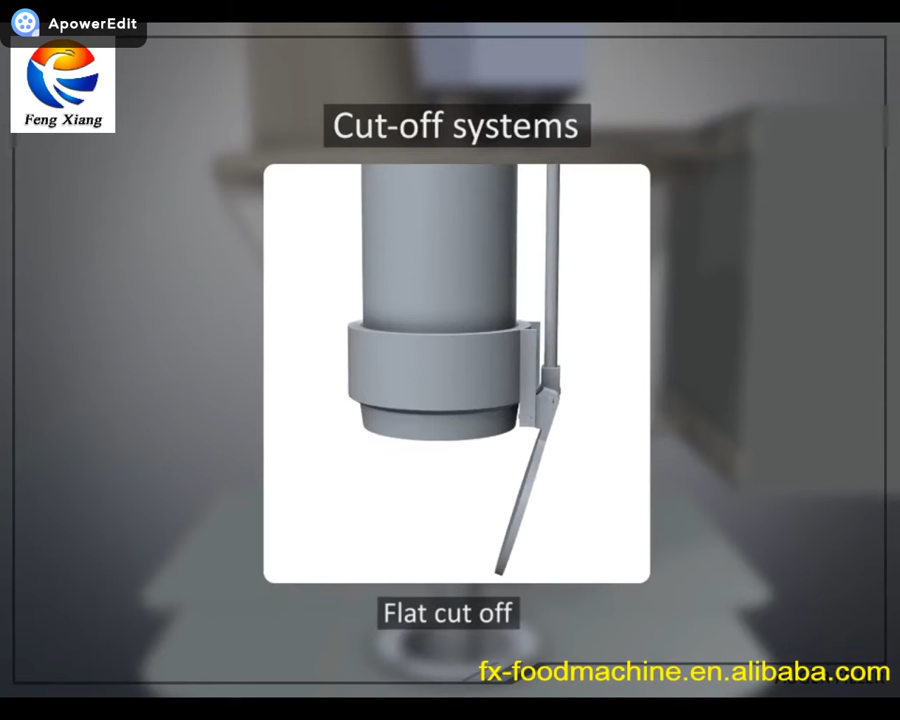 ApowerEdit
Feng Xiang
Cut-off systems
Flat cut off
fx-foodmachine.en.alibaba.com